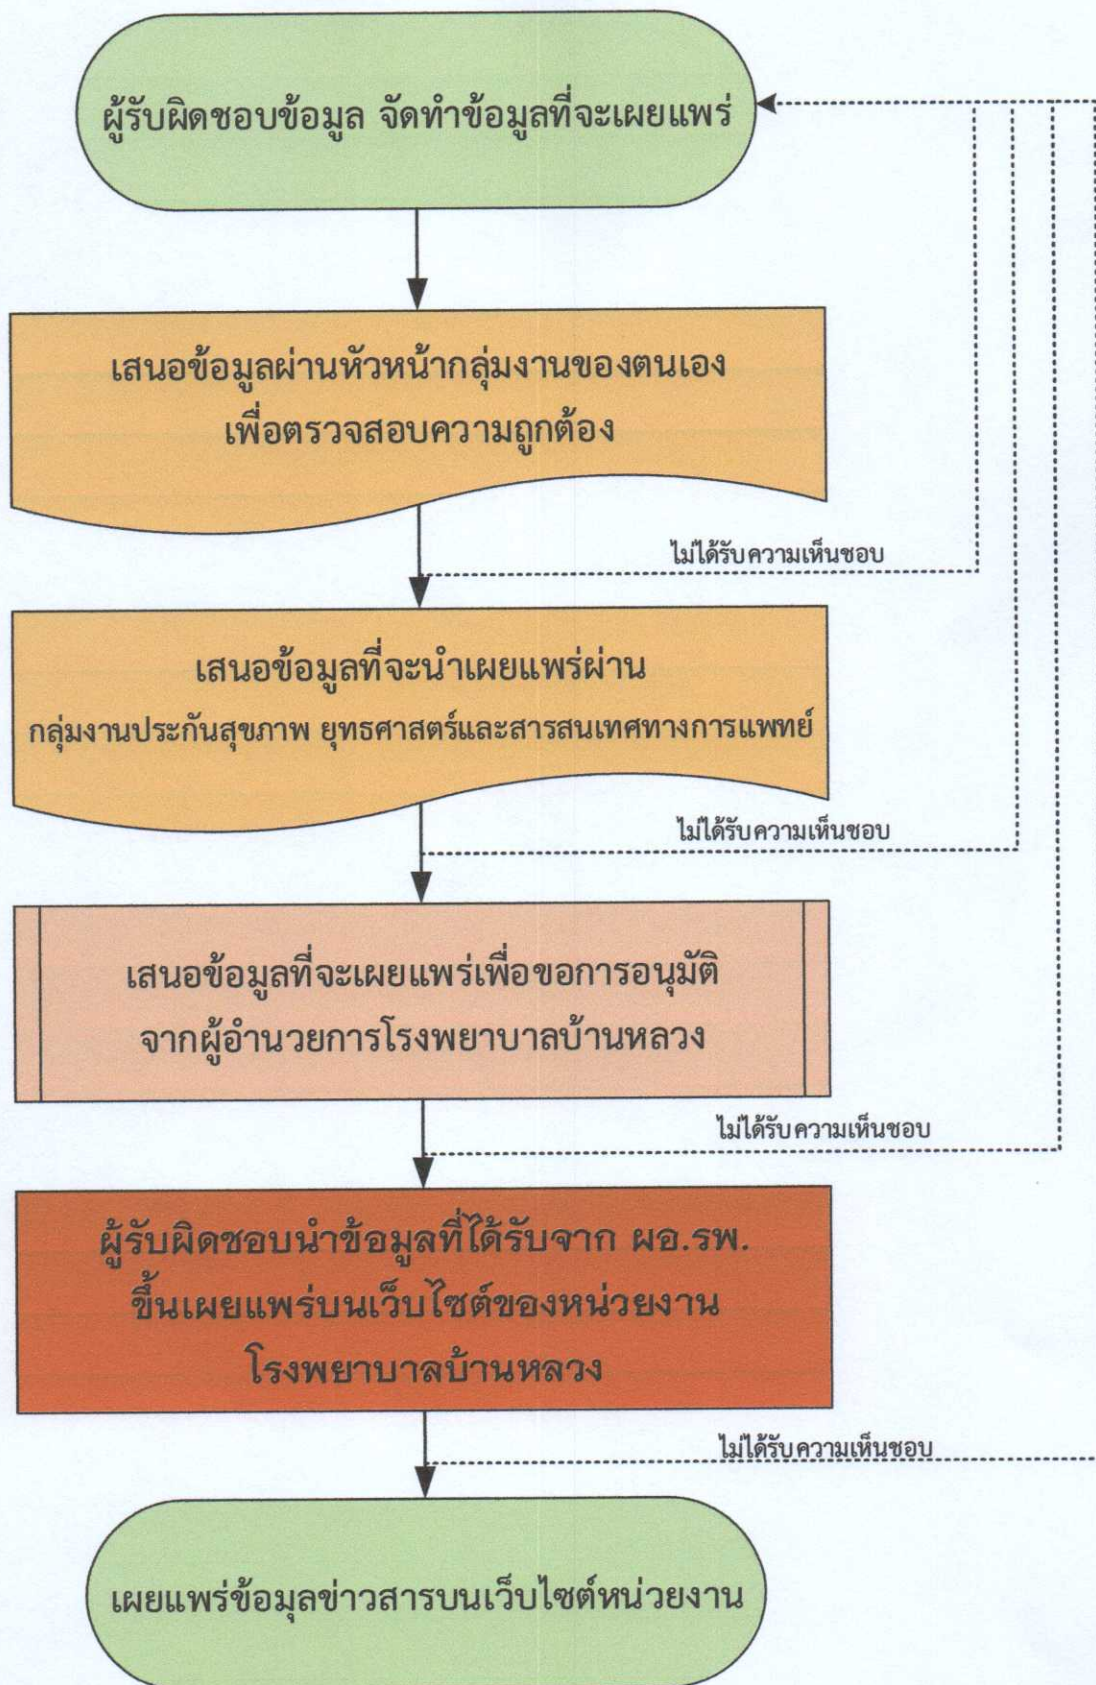 ผู้รับผิดชอบข้อมูล จัดทำข้อมูลที่จะเผยแพร่
เสนอข้อมูลผ่านหัวหน้ากลุ่มงานของตนเอง
เพื่อตรวจสอบความถูกต้อง
ไม่ได้รับความเห็นชอบ
เสนอข้อมูลที่จะนำเผยแพร่ผ่าน
กลุ่มงานประกันสุขภาพ ยุทธศาสตร์และสารสนเทศทางการแพทย์
ไม่ได้รับความเห็นชอบ
เสนอข้อมูลที่จะเผยแพร่เพื่อขอการอนุมัติ
จากผู้อำนวยการโรงพยาบาลบ้านหลวง
ไม่ได้รับความเห็นชอบ
ผู้รับผิดชอบนำข้อมูลที่ได้รับจาก ผอ.รพ.
ขึ้นเผยแพร่บนเว็บไซต์ของหน่วยงาน
โรงพยาบาลบ้านหลวง
ไม่ได้รับความเห็นชอบ
เผยแพร่ข้อมุลข่าวสารบนเว็บไซต์หน่วยงาน